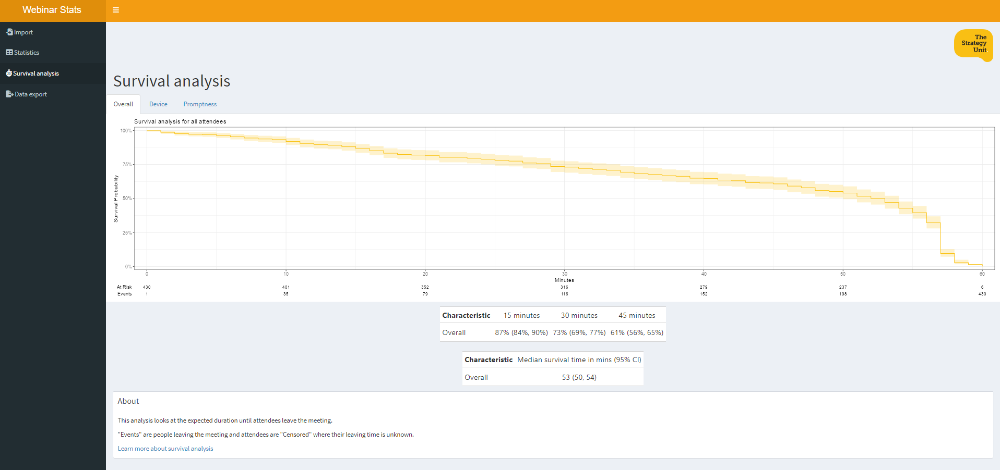 Webinar Stats
Import
Statistics
Survival analysis
Data export
The
Strategy
Unit
Survival analysis
Overall Device Promptness
Survival analysis for all attendees
100%
75%
50%
25%
0%
Survival Probability
0 10 20 30 40 50 60
Minutes
At Risk 430 401 352 316 279 237 6
Events 1 35 79 116 152 198 430
Characteristic 15 minutes 30 minutes 45 minutes
Overall 87% (84%, 90%) 73% (69%, 77%) 61% (56%, 65%)
Characteristic Median survival time in mins (95% CI)
Overall 53 (50, 54)
About
This analysis looks at the expected duration until attendees leave the meeting.
"Events" are people leaving the meeting and attendees are "Censored" where their leaving time is unknown.
Learn more about survival analysis